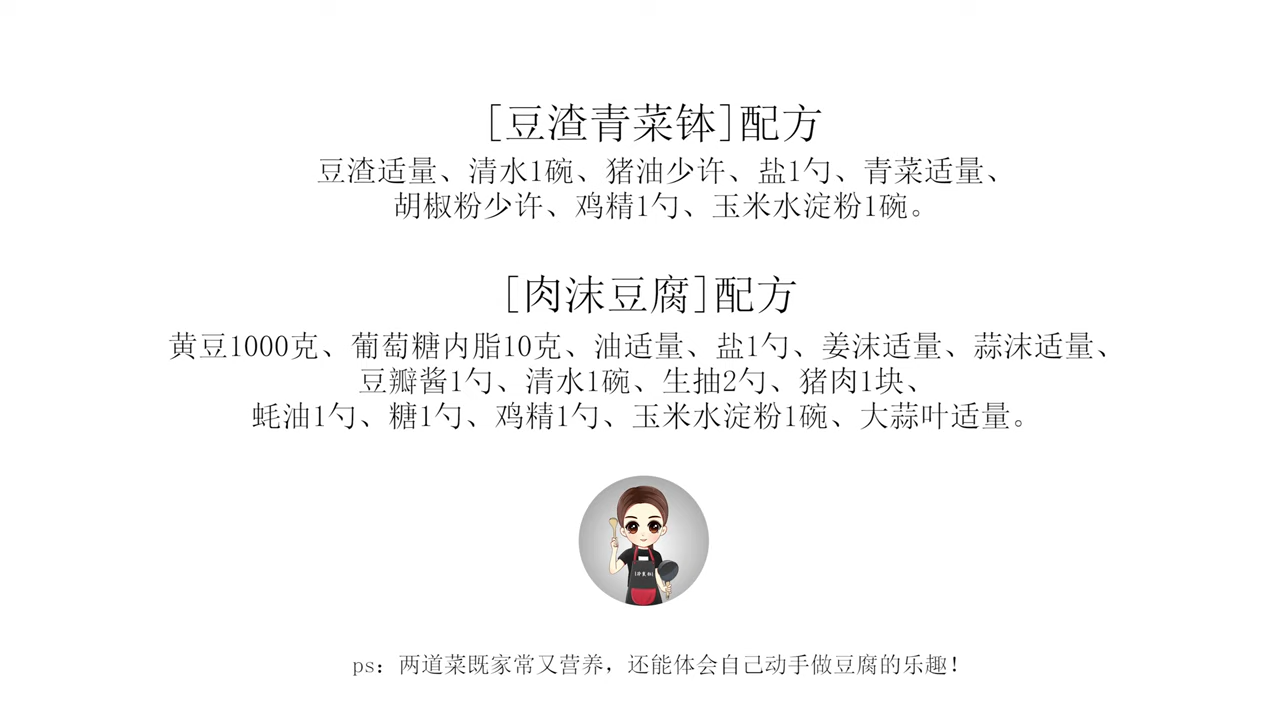 [豆渣青菜钵]配方
豆渣适量、清水1碗、猪油少许、盐1勺、青菜适量、
胡椒粉少许、鸡精1勺、玉米水淀粉1碗。
[肉沫豆腐]配方
黄豆1000克、葡萄糖内脂10克、油适量、盐1勺、姜沫适量、蒜沫适量、
豆瓣酱1勺、清水1碗、生抽2勺、猪肉1块、
蚝油1勺、糖1勺、鸡精1勺、玉米水淀粉1碗、大蒜叶适量。
ps：两道菜既家常又营养，还能体会自己动手做豆腐的乐趣！